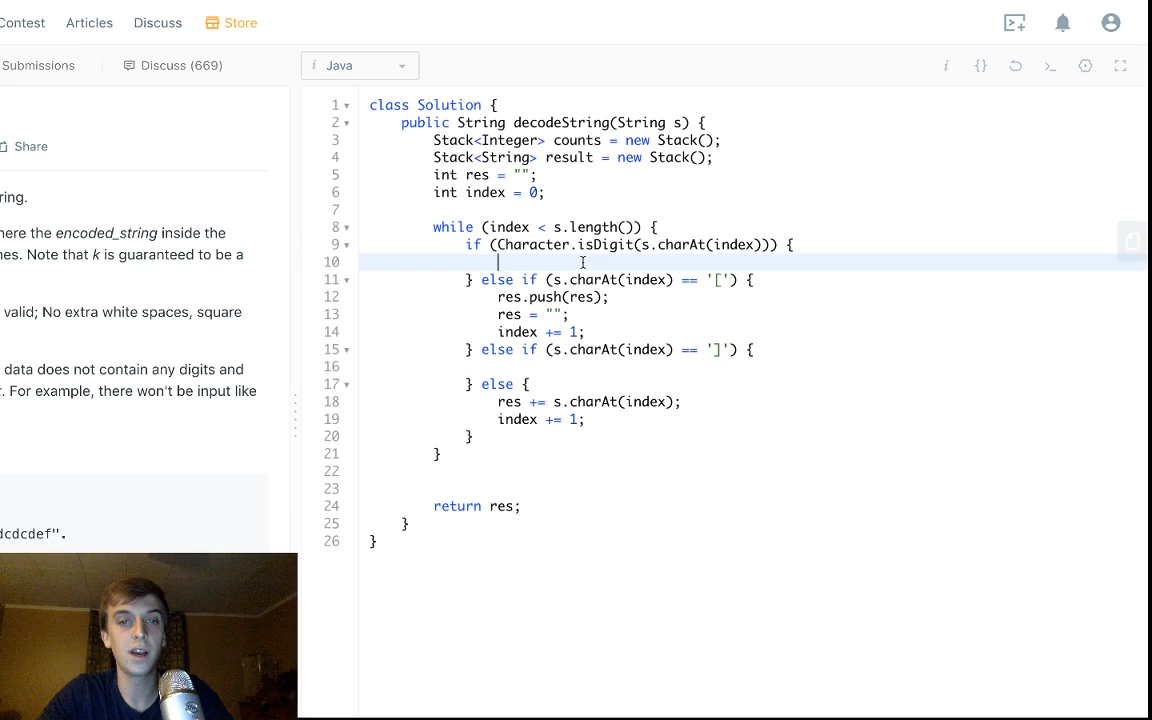 Contest Articles Discuss Store
Submissions Discuss (669) i Java i {}
Share
ring.
here the encoded_string inside the
nes. Note that k is guaranteed to be a
valid; No extra white spaces, square
data does not contain any digits and
. For example, there won't be input like
dcdcdef".
1 class Solution {
2 public String decodeString(String s) {
3 Stack<Integer> counts = new Stack();
4 Stack<String> result = new Stack();
5 int res = "";
6 int index = 0;
7
8 while (index < s.length()) {
9 if (Character.isDigit(s.charAt(index))) {
10
11 } else if (s.charAt(index) == '[') {
12 res.push(res);
13 res = "";
14 index += 1;
15 } else if (s.charAt(index) == ']') {
16
17 } else {
18 res += s.charAt(index);
19 index += 1;
20 }
21 }
22
23
24 return res;
25 }
26 }